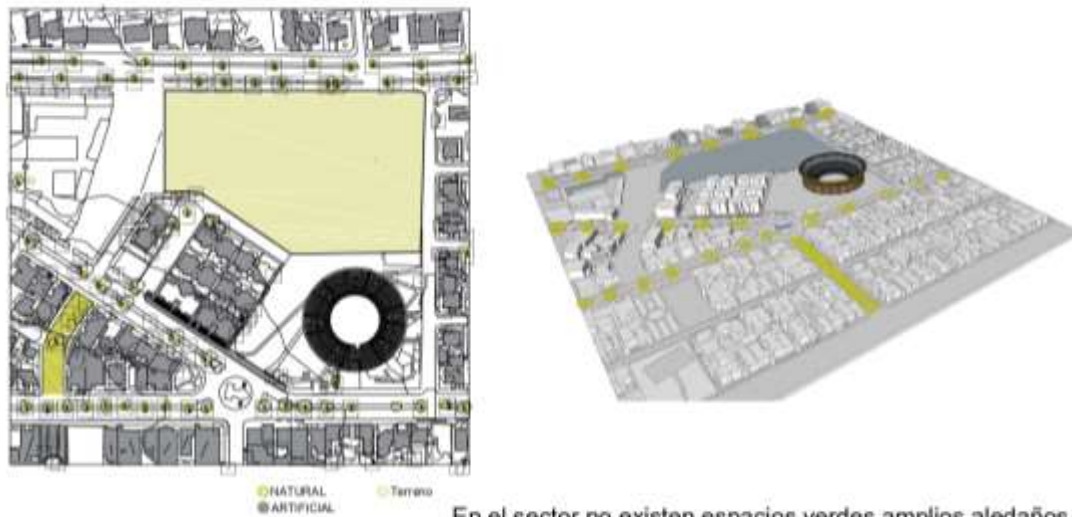 NATURAL Terreno
ARTIFICIAL
En el sector no existen espacios verdes amplios aledaños